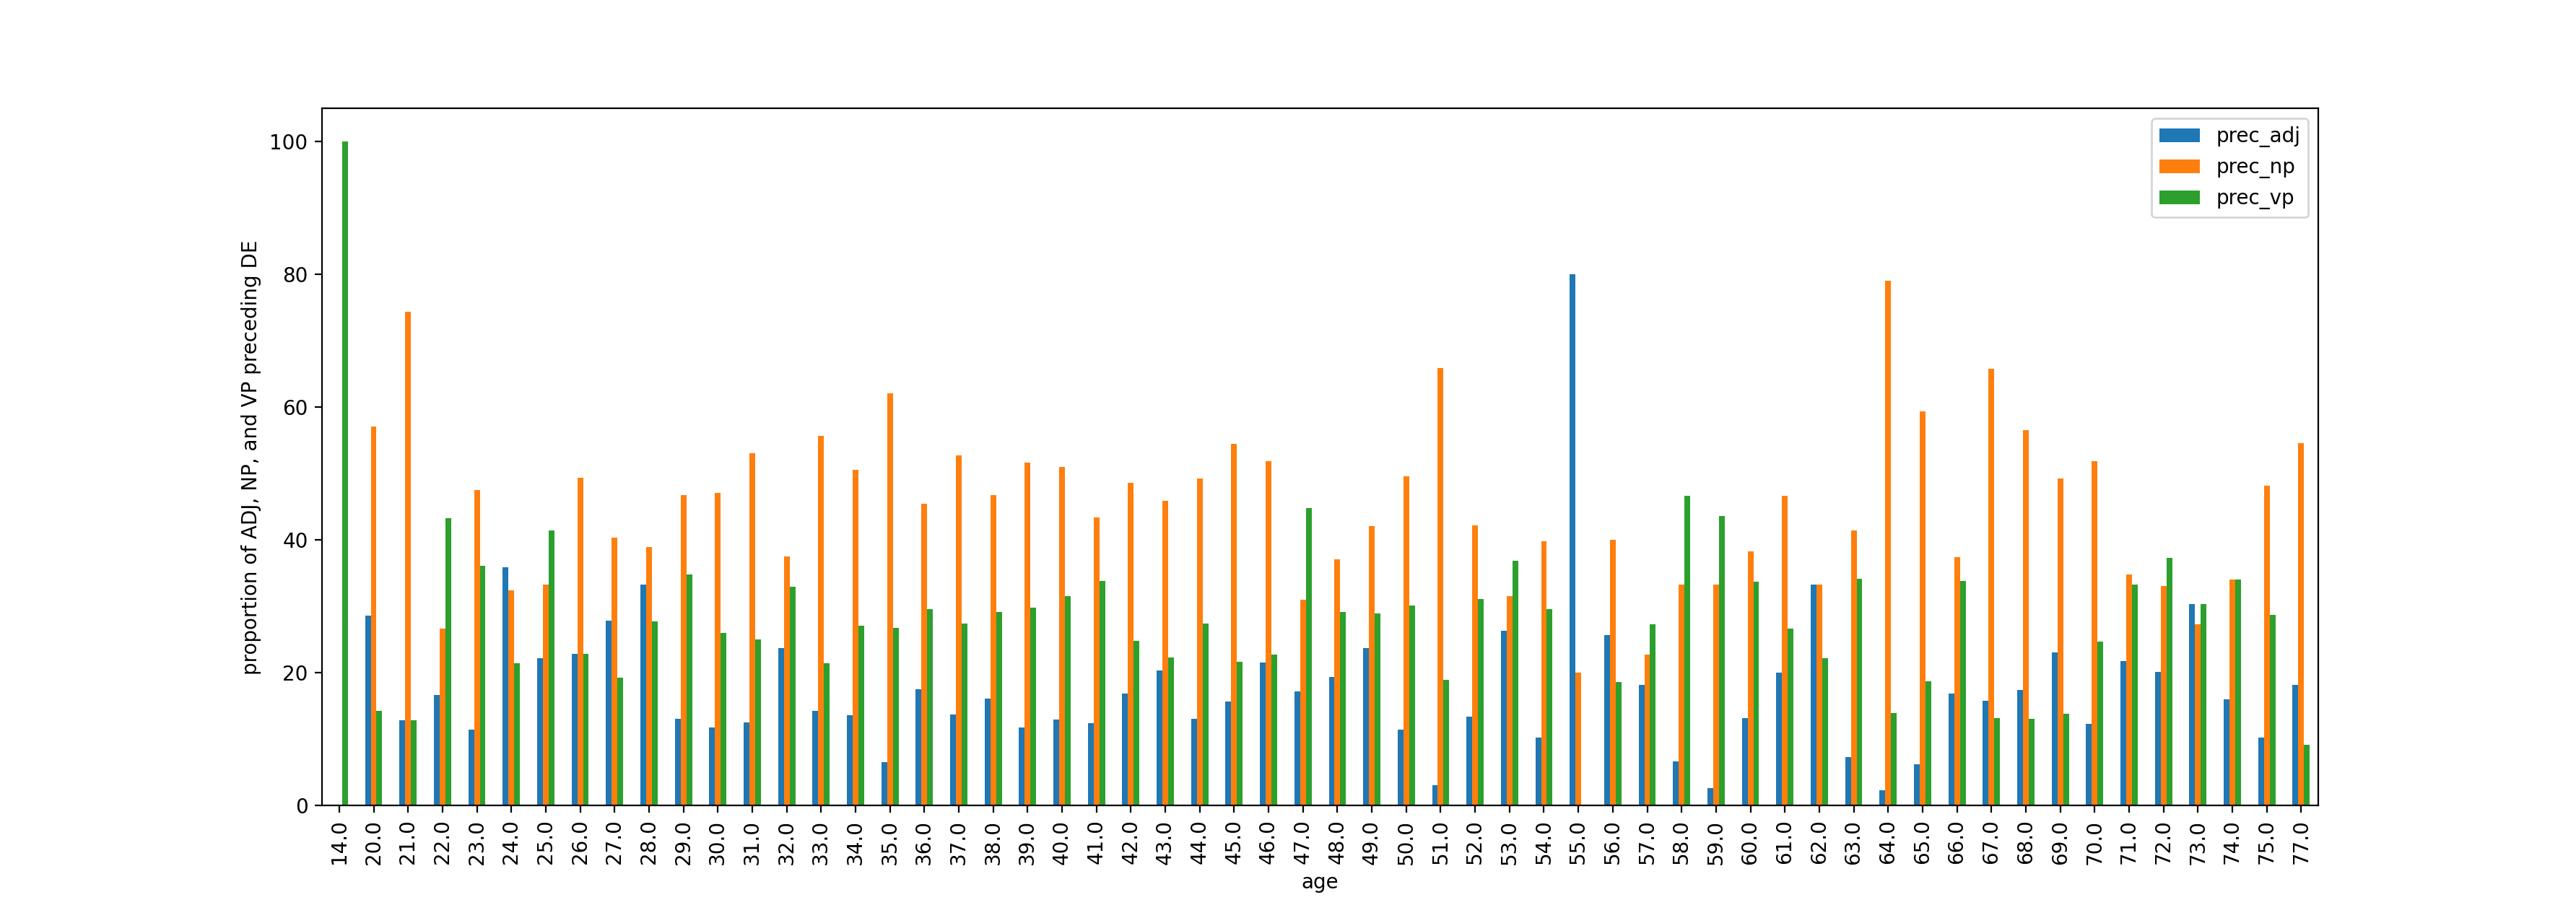 prec_adj
prec_np
prec_vp
proportion of ADJ, NP, and VP preceding DE
100
80
60
40
20
0
14.0 20.0 21.0 22.0 23.0 24.0 25.0 26.0 27.0 28.0 29.0 30.0 31.0 32.0 33.0 34.0 35.0 36.0 37.0 38.0 39.0 40.0 41.0 42.0 43.0 44.0 45.0 46.0 47.0 48.0 49.0 50.0 51.0 52.0 53.0 54.0 55.0 56.0 57.0 58.0 59.0 60.0 61.0 62.0 63.0 64.0 65.0 66.0 67.0 68.0 69.0 70.0 71.0 72.0 73.0 74.0 75.0 77.0
age